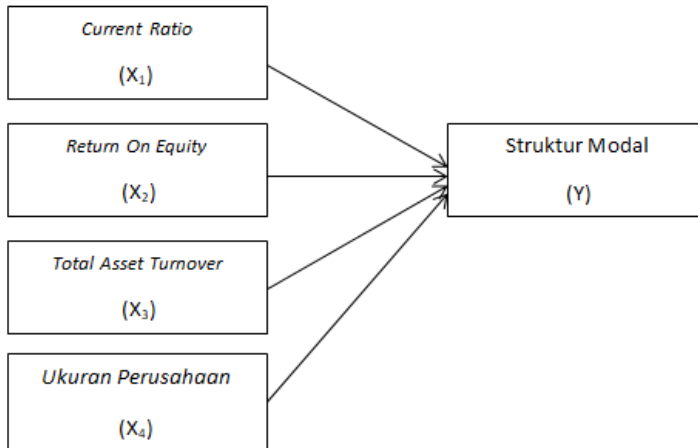 Current Ratio
(X₁)
Return On Equity
(X₂)
Total Asset Turnover
(X₃)
Ukuran Perusahaan
(X₄)
Struktur Modal
(Y)